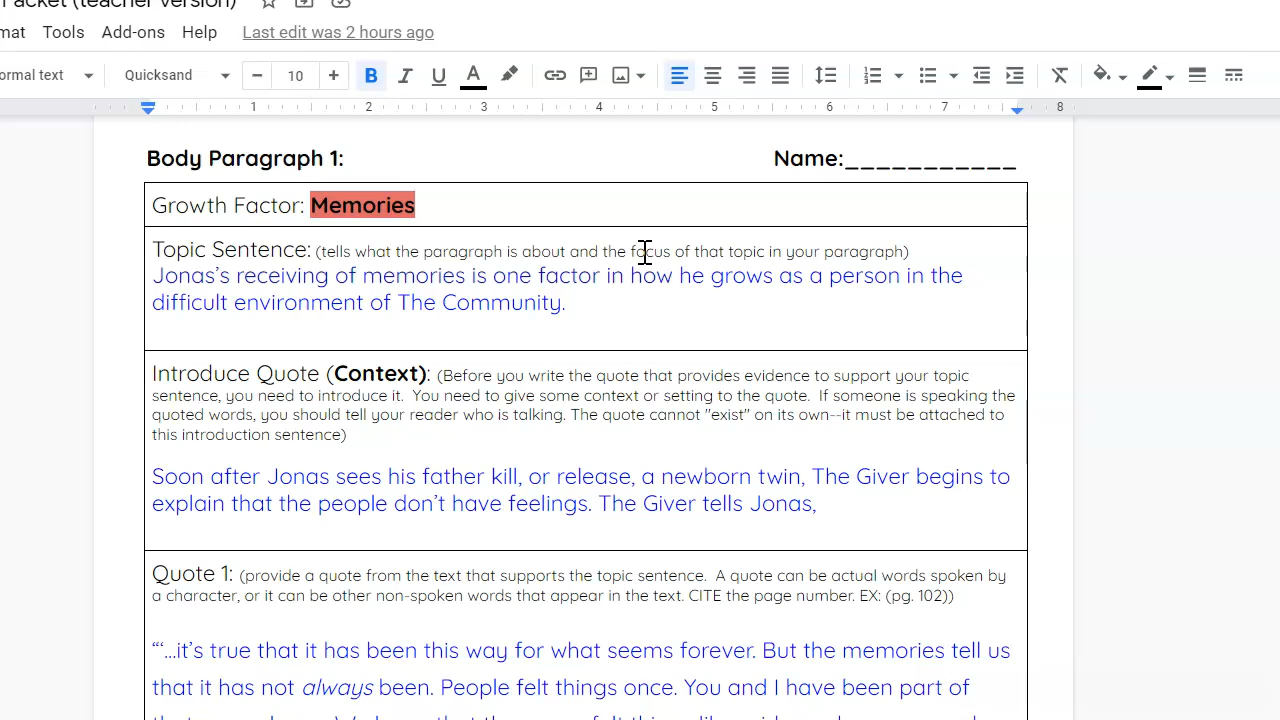 acket (teacher version)
mat Tools Add-ons Help Last edit was 2 hours ago
ormal text Quicksand − 10 + B I U A
1 2 3 4 5 6 7 8
Body Paragraph 1: Name:___________
Growth Factor: Memories
Topic Sentence: (tells what the paragraph is about and the focus of that topic in your paragraph)
Jonas’s receiving of memories is one factor in how he grows as a person in the
difficult environment of The Community.
Introduce Quote (Context): (Before you write the quote that provides evidence to support your topic
sentence, you need to introduce it. You need to give some context or setting to the quote. If someone is speaking the
quoted words, you should tell your reader who is talking. The quote cannot "exist" on its own--it must be attached to
this introduction sentence)
Soon after Jonas sees his father kill, or release, a newborn twin, The Giver begins to
explain that the people don’t have feelings. The Giver tells Jonas,
Quote 1: (provide a quote from the text that supports the topic sentence. A quote can be actual words spoken by
a character, or it can be other non-spoken words that appear in the text. CITE the page number. EX: (pg. 102))
“‘...it’s true that it has been this way for what seems forever. But the memories tell us
that it has not always been. People felt things once. You and I have been part of